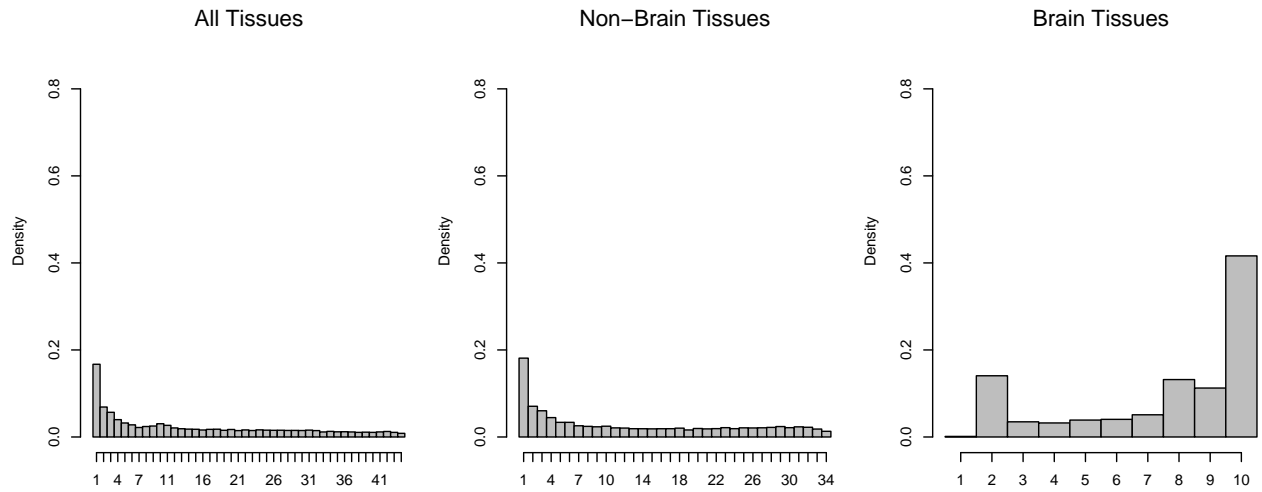 All Tissues
Non−Brain Tissues
Brain Tissues
Density
0.0
0.2
0.4
0.6
0.8
1 4 7 11 16 21 26 31 36 41
Density
0.0
0.2
0.4
0.6
0.8
1 4 7 10 14 18 22 26 30 34
Density
0.0
0.2
0.4
0.6
0.8
1 2 3 4 5 6 7 8 9 10